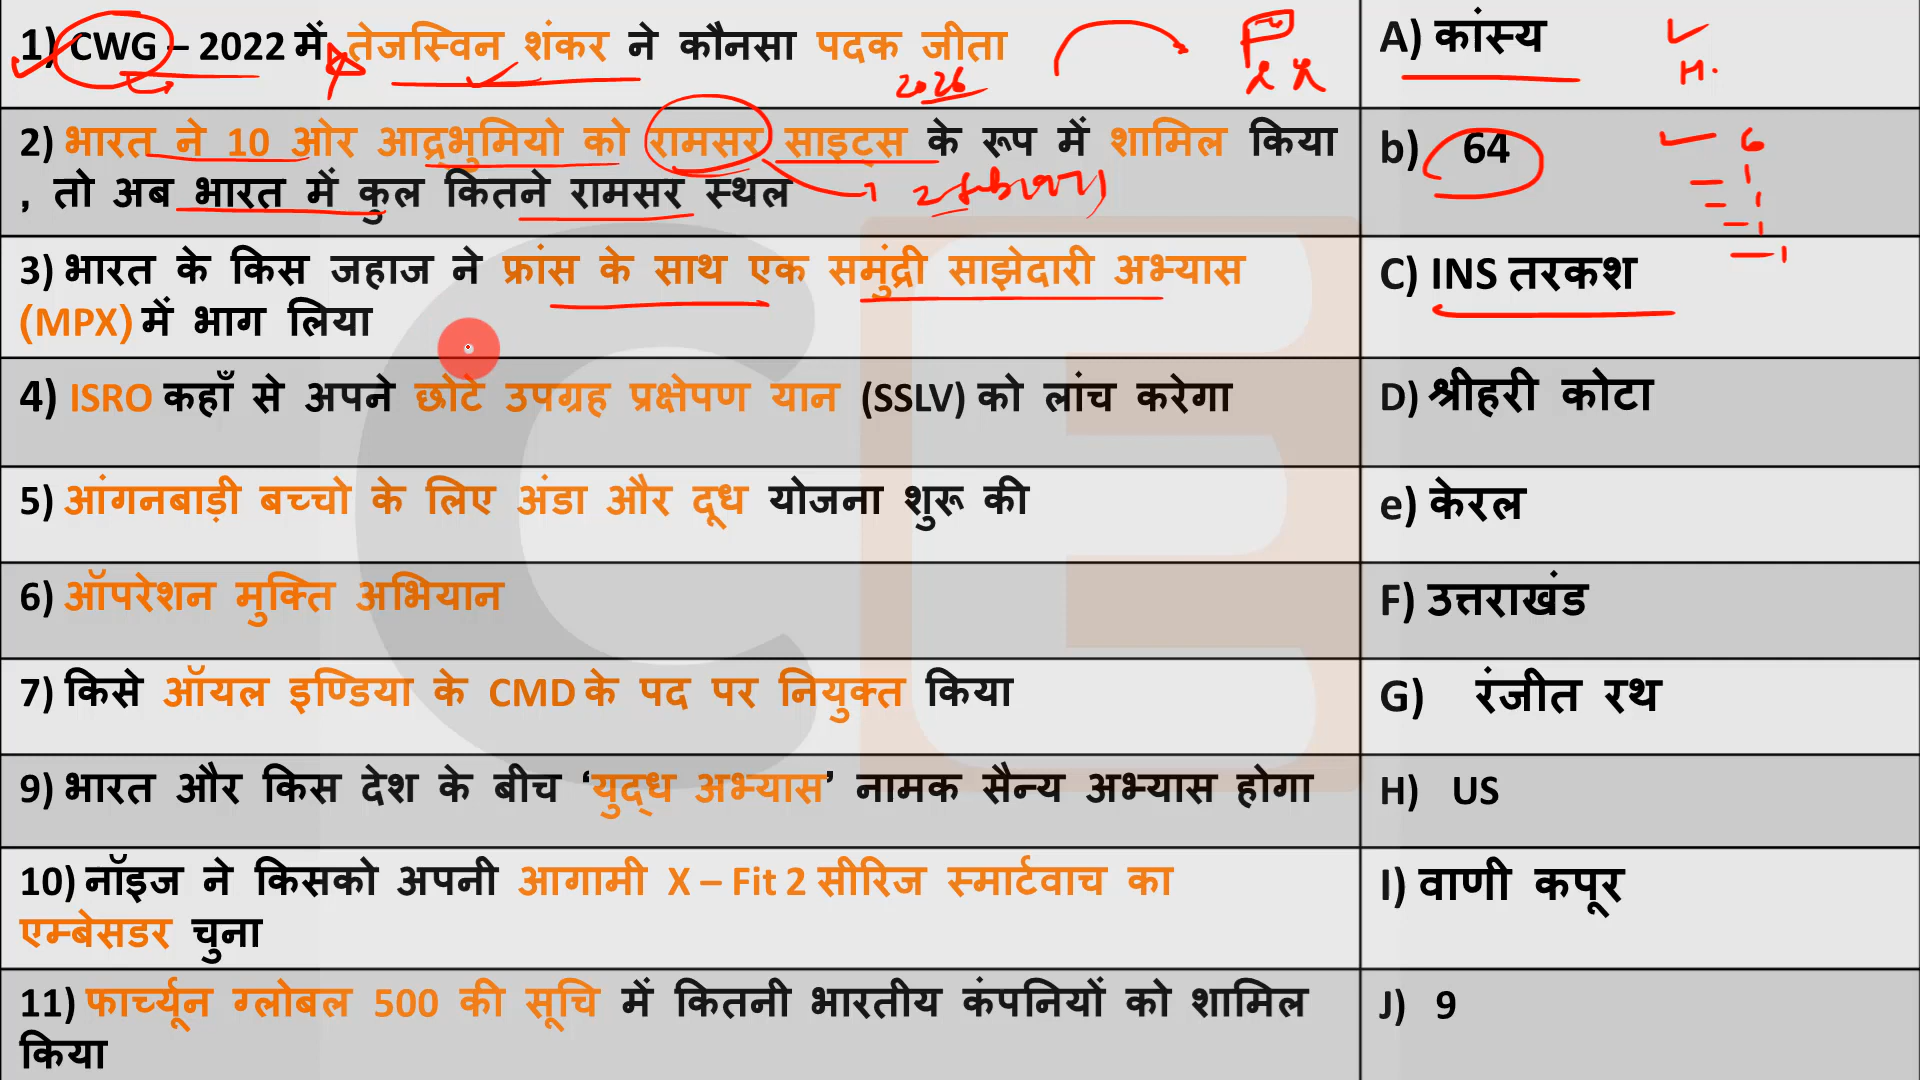 1) CWG – 2022 में तेजस्विन शंकर ने कौनसा पदक जीता
A) कांस्य
H.
2026
2) भारत ने 10 ओर आद्रभुमियो को रामसर साइट्स के रूप में शामिल किया
, तो अब भारत में कुल कितने रामसर स्थल
b) 64
3) भारत के किस जहाज ने फ्रांस के साथ एक समुंद्री साझेदारी अभ्यास
(MPX) में भाग लिया
C) INS तरकश
4) ISRO कहाँ से अपने छोटे उपग्रह प्रक्षेपण यान (SSLV) को लांच करेगा
D) श्रीहरी कोटा
5) आंगनबाड़ी बच्चो के लिए अंडा और दूध योजना शुरू की
e) केरल
6) ऑपरेशन मुक्ति अभियान
F) उत्तराखंड
7) किसे ऑयल इण्डिया के CMD के पद पर नियुक्त किया
G) रंजीत रथ
9) भारत और किस देश के बीच ‘युद्ध अभ्यास’ नामक सैन्य अभ्यास होगा
H) US
10) नॉइज ने किसको अपनी आगामी X – Fit 2 सीरिज स्मार्टवाच का
एम्बेसडर चुना
I) वाणी कपूर
11) फार्च्यून ग्लोबल 500 की सूचि में कितनी भारतीय कंपनियों को शामिल
किया
J) 9